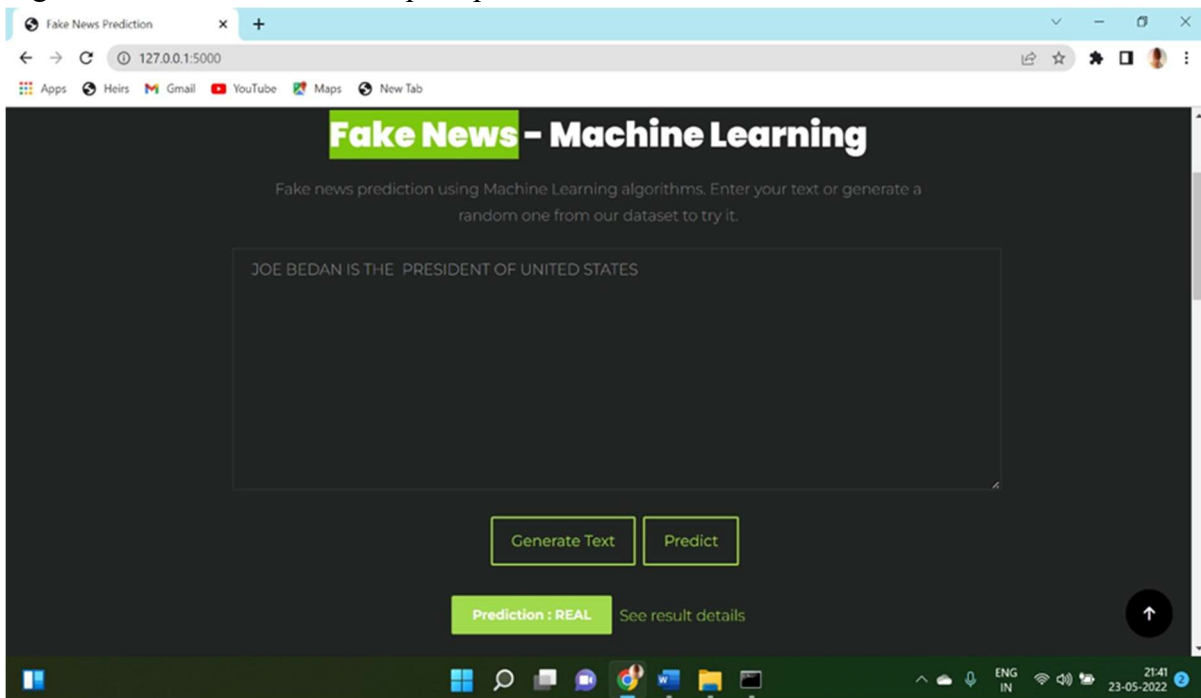 Fake News Prediction
127.0.0.1:5000
Apps Heirs Gmail YouTube Maps New Tab
Fake News - Machine Learning
Fake news prediction using Machine Learning algorithms. Enter your text or generate a
random one from our dataset to try it.
JOE BEDAN IS THE PRESIDENT OF UNITED STATES
Generate Text Predict
Prediction : REAL See result details
ENG 21:41
IN 23-05-2022 2